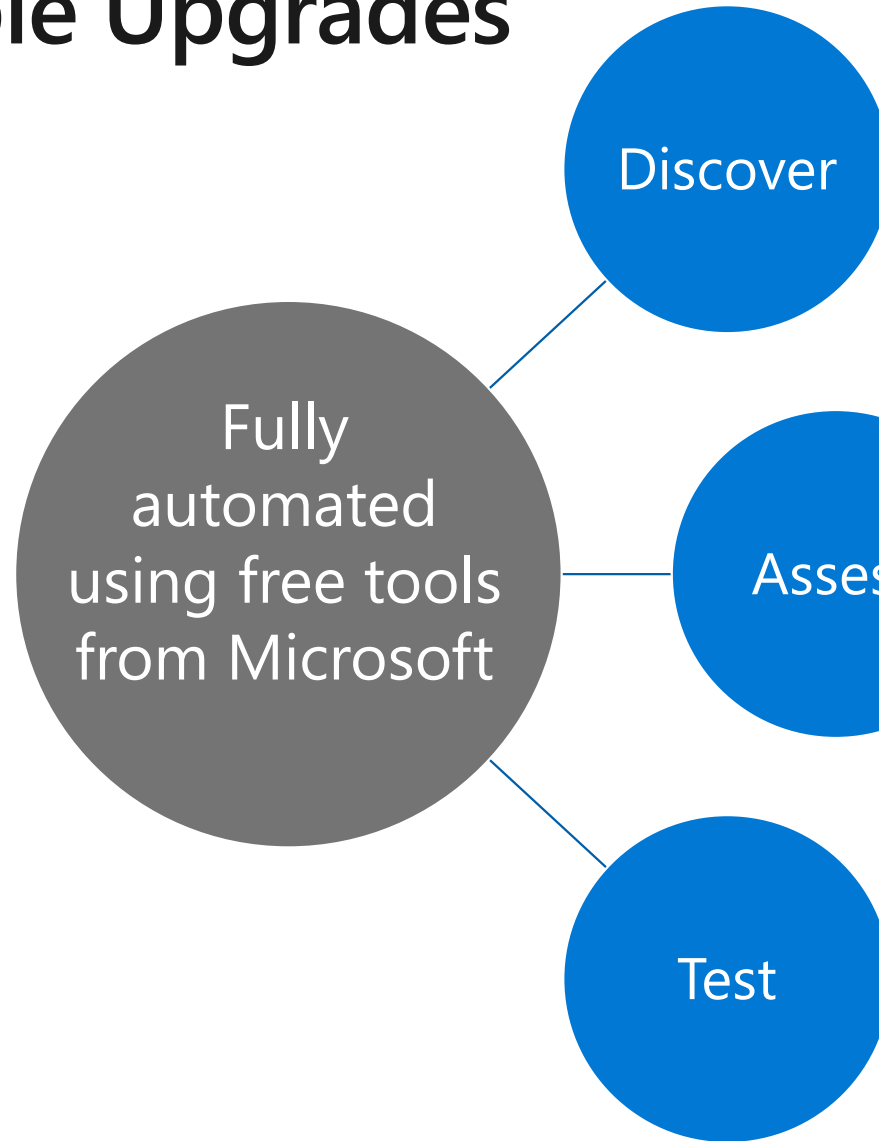 Upgrades
Discover
Fully
automated
using free tools
from Microsoft
Test